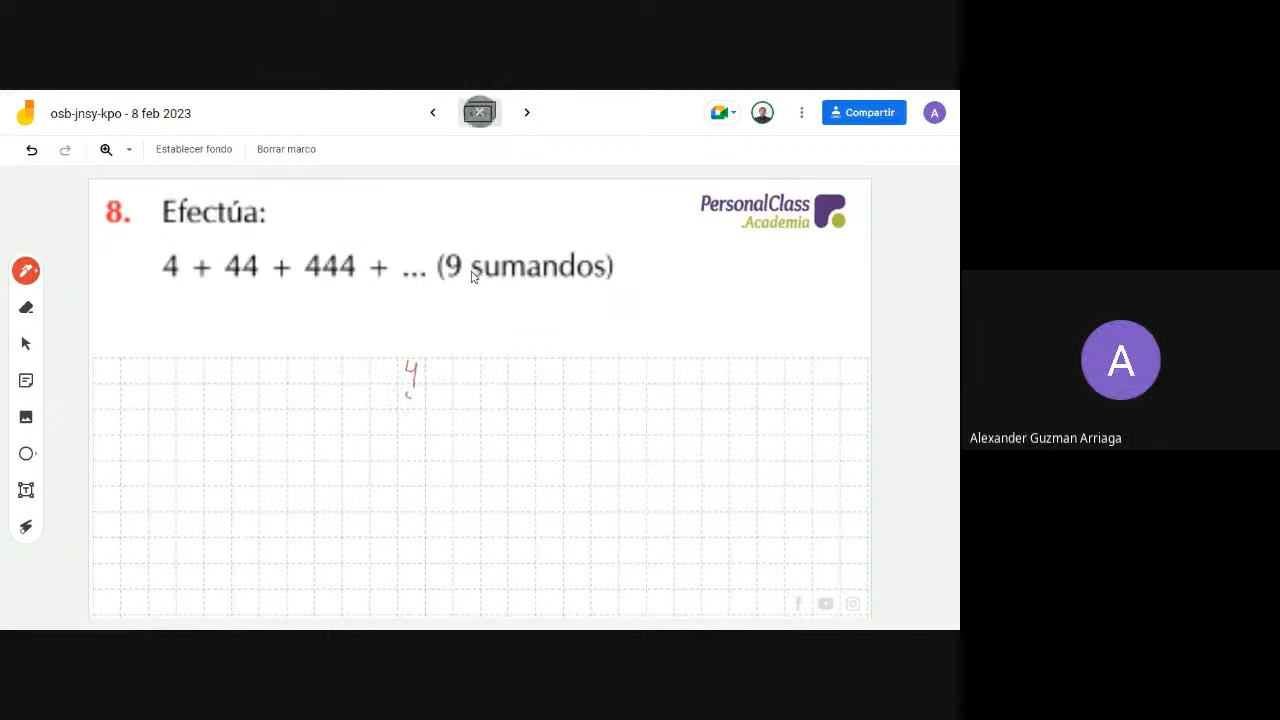 osb-jnsy-kpo - 8 feb 2023
Compartir
A
Establecer fondo
Borrar marco
8. Efectúa:
PersonalClass
.Academia
4 + 44 + 444 + ... (9 sumandos)
4
A
Alexander Guzman Arriaga